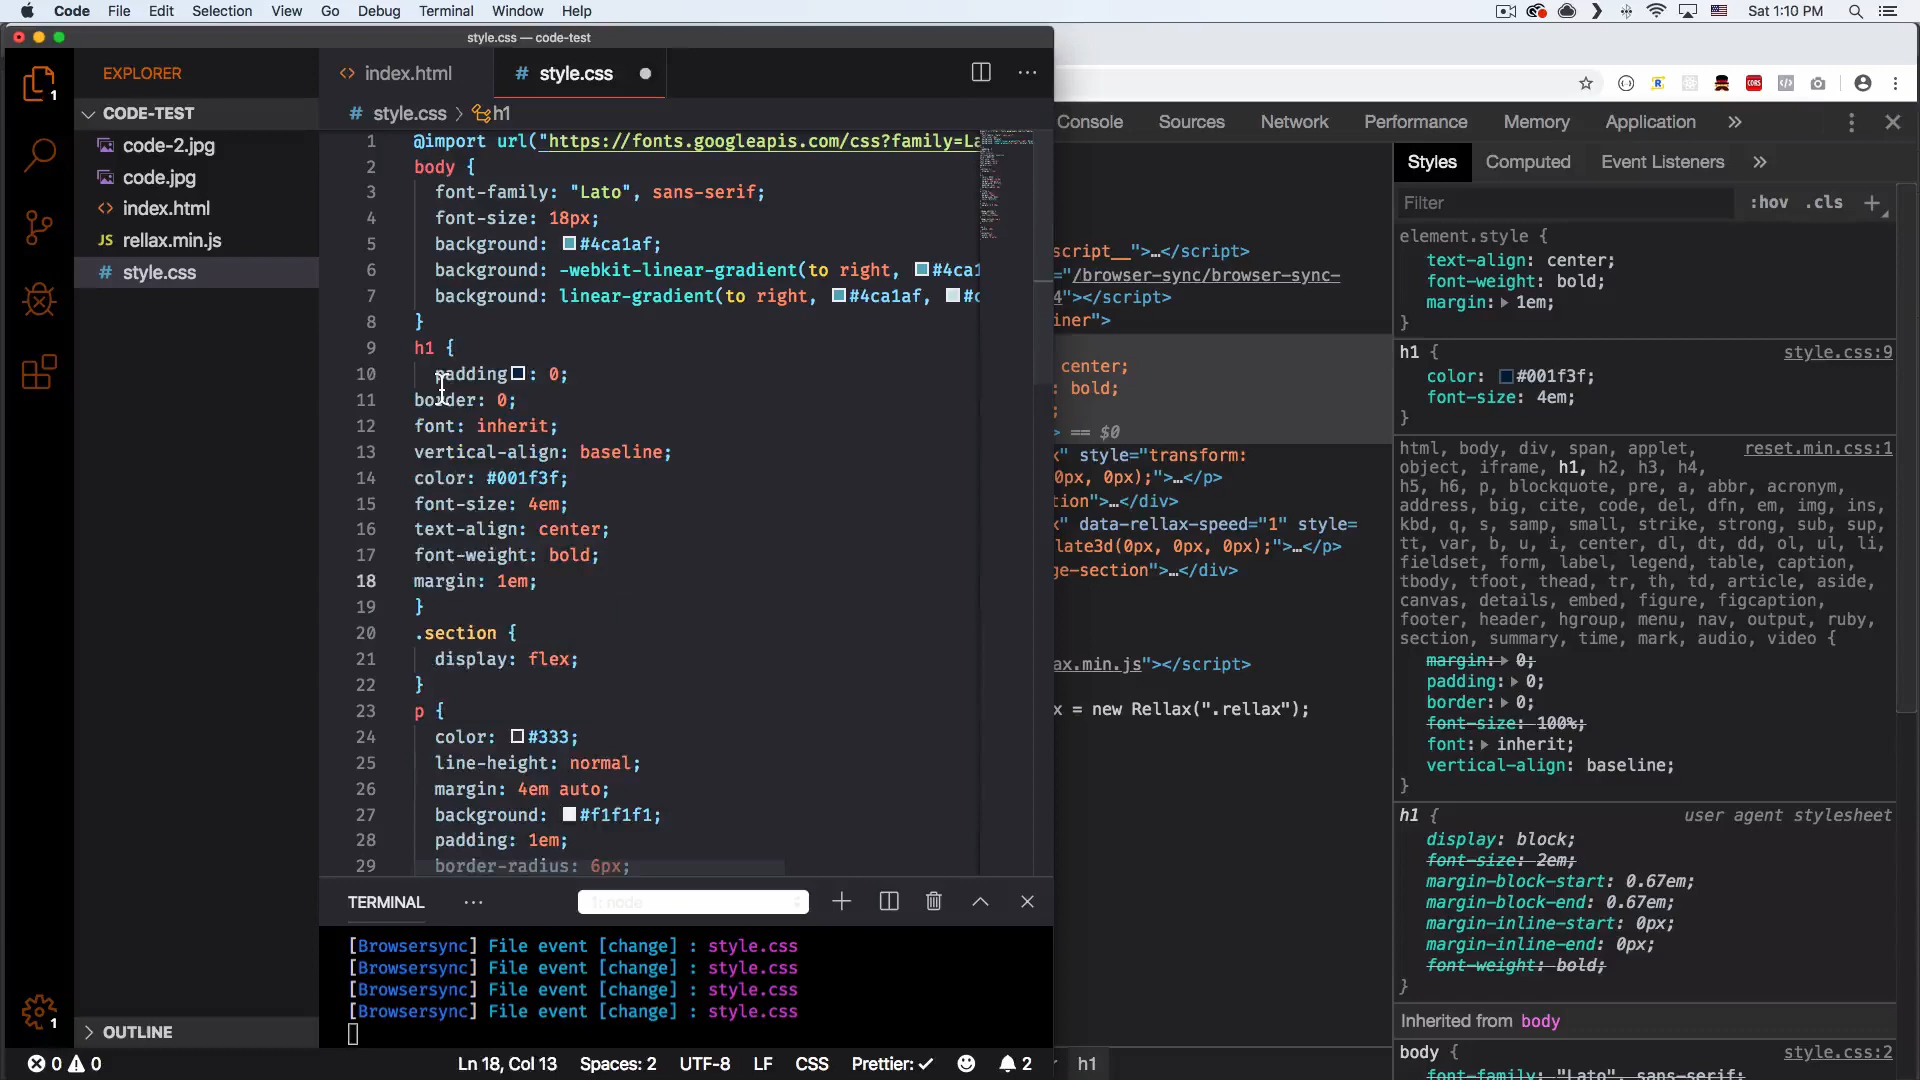 Code File Edit Selection View Go Debug Terminal Window Help
Sat 1:10 PM
style.css — code-test
EXPLORER
CODE-TEST
code-2.jpg
code.jpg
index.html
JS rellax.min.js
# style.css
OUTLINE
index.html # style.css
# style.css > h1
1 @import url("https://fonts.googleapis.com/css?family=La
2 body {
3 font-family: "Lato", sans-serif;
4 font-size: 18px;
5 background: #4ca1af;
6 background: -webkit-linear-gradient(to right, #4ca1
7 background: linear-gradient(to right, #4ca1af, #c
8 }
9 h1 {
10 padding: 0;
11 border: 0;
12 font: inherit;
13 vertical-align: baseline;
14 color: #001f3f;
15 font-size: 4em;
16 text-align: center;
17 font-weight: bold;
18 margin: 1em;
19 }
20 .section {
21 display: flex;
22 }
23 p {
24 color: #333;
25 line-height: normal;
26 margin: 4em auto;
27 background: #f1f1f1;
28 padding: 1em;
29 border-radius: 6px;
TERMINAL ··· 1: node
[Browsersync] File event [change] : style.css
[Browsersync] File event [change] : style.css
[Browsersync] File event [change] : style.css
[Browsersync] File event [change] : style.css
0 0 Ln 18, Col 13 Spaces: 2 UTF-8 LF CSS Prettier: ✓ 2
1
1
CORS
Console Sources Network Performance Memory Application »
script__">…</script>
="/browser-sync/browser-sync-
4"></script>
iner">
center;
: bold;
;
> == $0
x" style="transform:
0px, 0px);">…</p>
tion">…</div>
x" data-rellax-speed="1" style=
late3d(0px, 0px, 0px);">…</p>
ge-section">…</div>
ax.min.js"></script>
x = new Rellax(".rellax");
h1
Styles Computed Event Listeners »
Filter :hov .cls +
element.style {
text-align: center;
font-weight: bold;
margin: 1em;
}
h1 { style.css:9
color: #001f3f;
font-size: 4em;
}
html, body, div, span, applet, reset.min.css:1
object, iframe, h1, h2, h3, h4,
h5, h6, p, blockquote, pre, a, abbr, acronym,
address, big, cite, code, del, dfn, em, img, ins,
kbd, q, s, samp, small, strike, strong, sub, sup,
tt, var, b, u, i, center, dl, dt, dd, ol, ul, li,
fieldset, form, label, legend, table, caption,
tbody, tfoot, thead, tr, th, td, article, aside,
canvas, details, embed, figure, figcaption,
footer, header, hgroup, menu, nav, output, ruby,
section, summary, time, mark, audio, video {
margin: 0;
padding: 0;
border: 0;
font-size: 100%;
font: inherit;
vertical-align: baseline;
}
h1 { user agent stylesheet
display: block;
font-size: 2em;
margin-block-start: 0.67em;
margin-block-end: 0.67em;
margin-inline-start: 0px;
margin-inline-end: 0px;
font-weight: bold;
}
Inherited from body
body { style.css:2
font-family: "Lato", sans-serif;